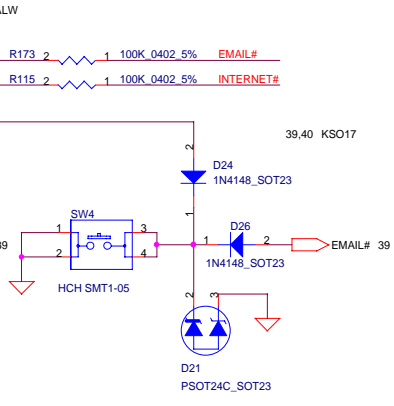 ALW
R173 2 1 100K_0402_5% EMAIL#
R115 2 1 100K_0402_5% INTERNET#
39,40 KSO17
2
D24
1N4148_SOT23
1
SW4
1 3
2 4
HCH SMT1-05
39
D26
1 2
1N4148_SOT23
EMAIL# 39
2 3
D21
PSOT24C_SOT23